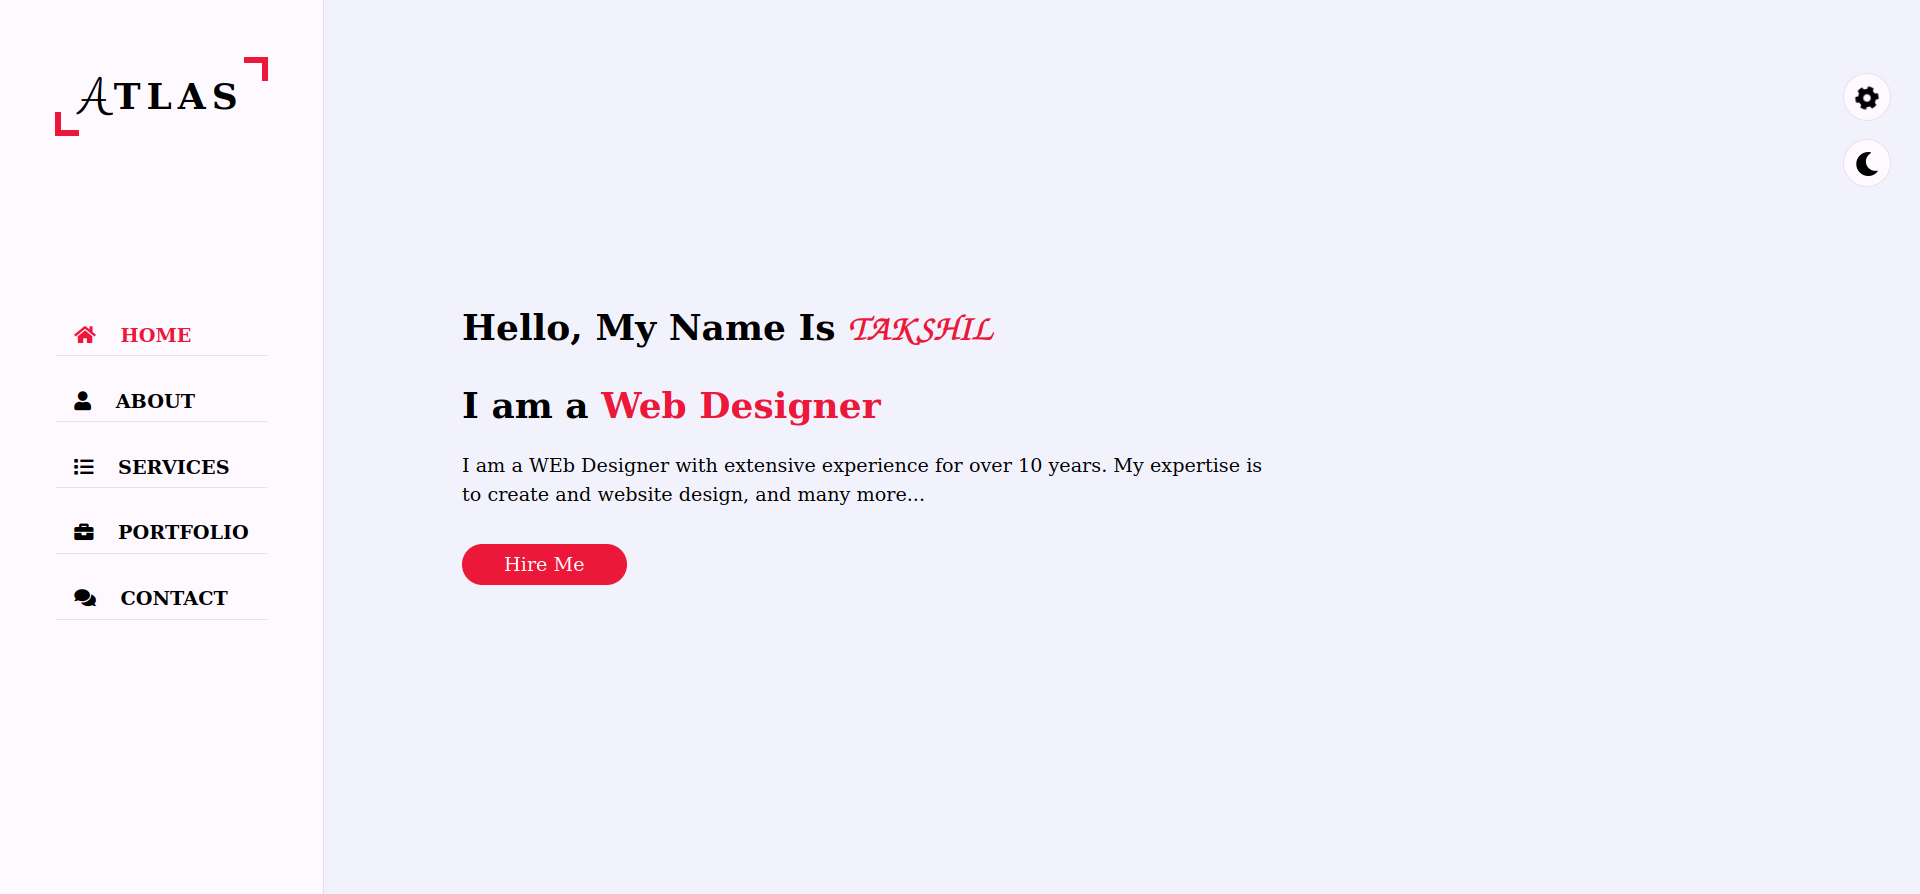 ATLAS
HOME
ABOUT
SERVICES
PORTFOLIO
CONTACT
Hello, My Name Is TAKSHIL
I am a Web Designer
I am a WEb Designer with extensive experience for over 10 years. My expertise is
to create and website design, and many more...
Hire Me